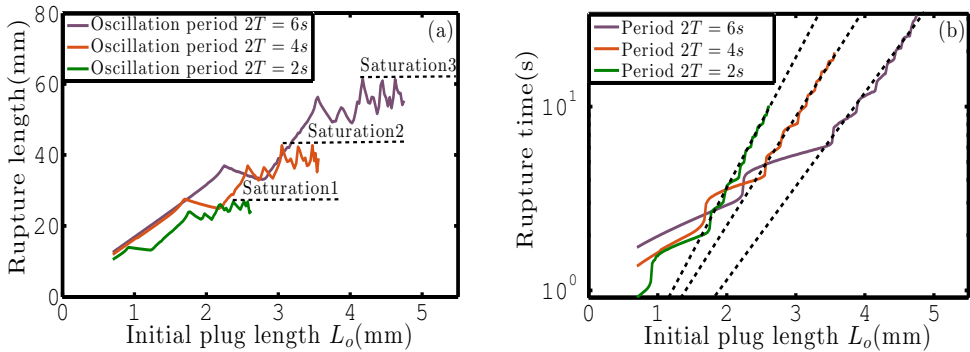 80
60
40
20
0
Rupture length(mm)
Oscillation period 2T = 6s
Oscillation period 2T = 4s
Oscillation period 2T = 2s
(a)
Saturation3
Saturation2
Saturation1
0 1 2 3 4 5
Initial plug length L_o(mm)
10^1
10^0
Rupture time(s)
Period 2T = 6s
Period 2T = 4s
Period 2T = 2s
(b)
0 1 2 3 4 5
Initial plug length L_o(mm)